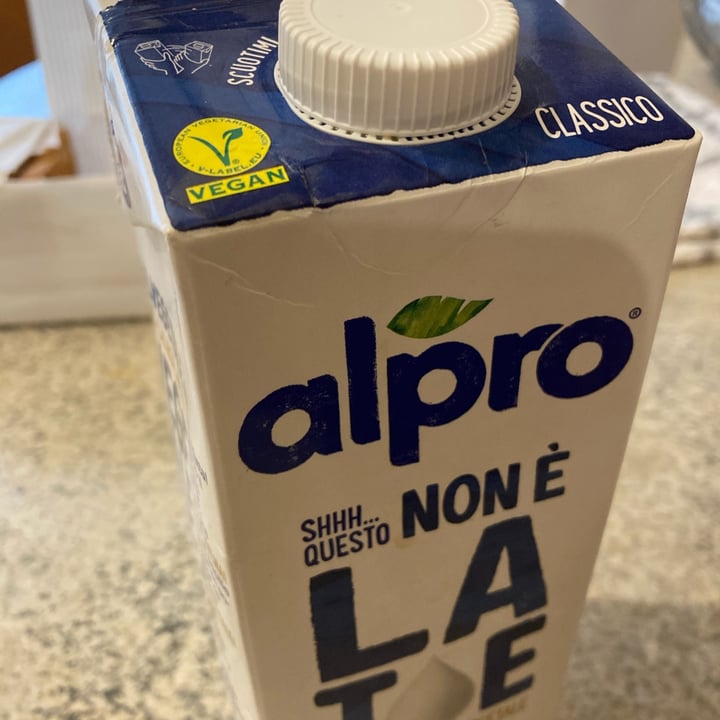 SCUOTIMI
CLASSICO
EUROPEAN VEGETARIAN UNION
V-LABEL.EU
VEGAN
alpro®
SHHH...
QUESTO
NON È
LA
T E